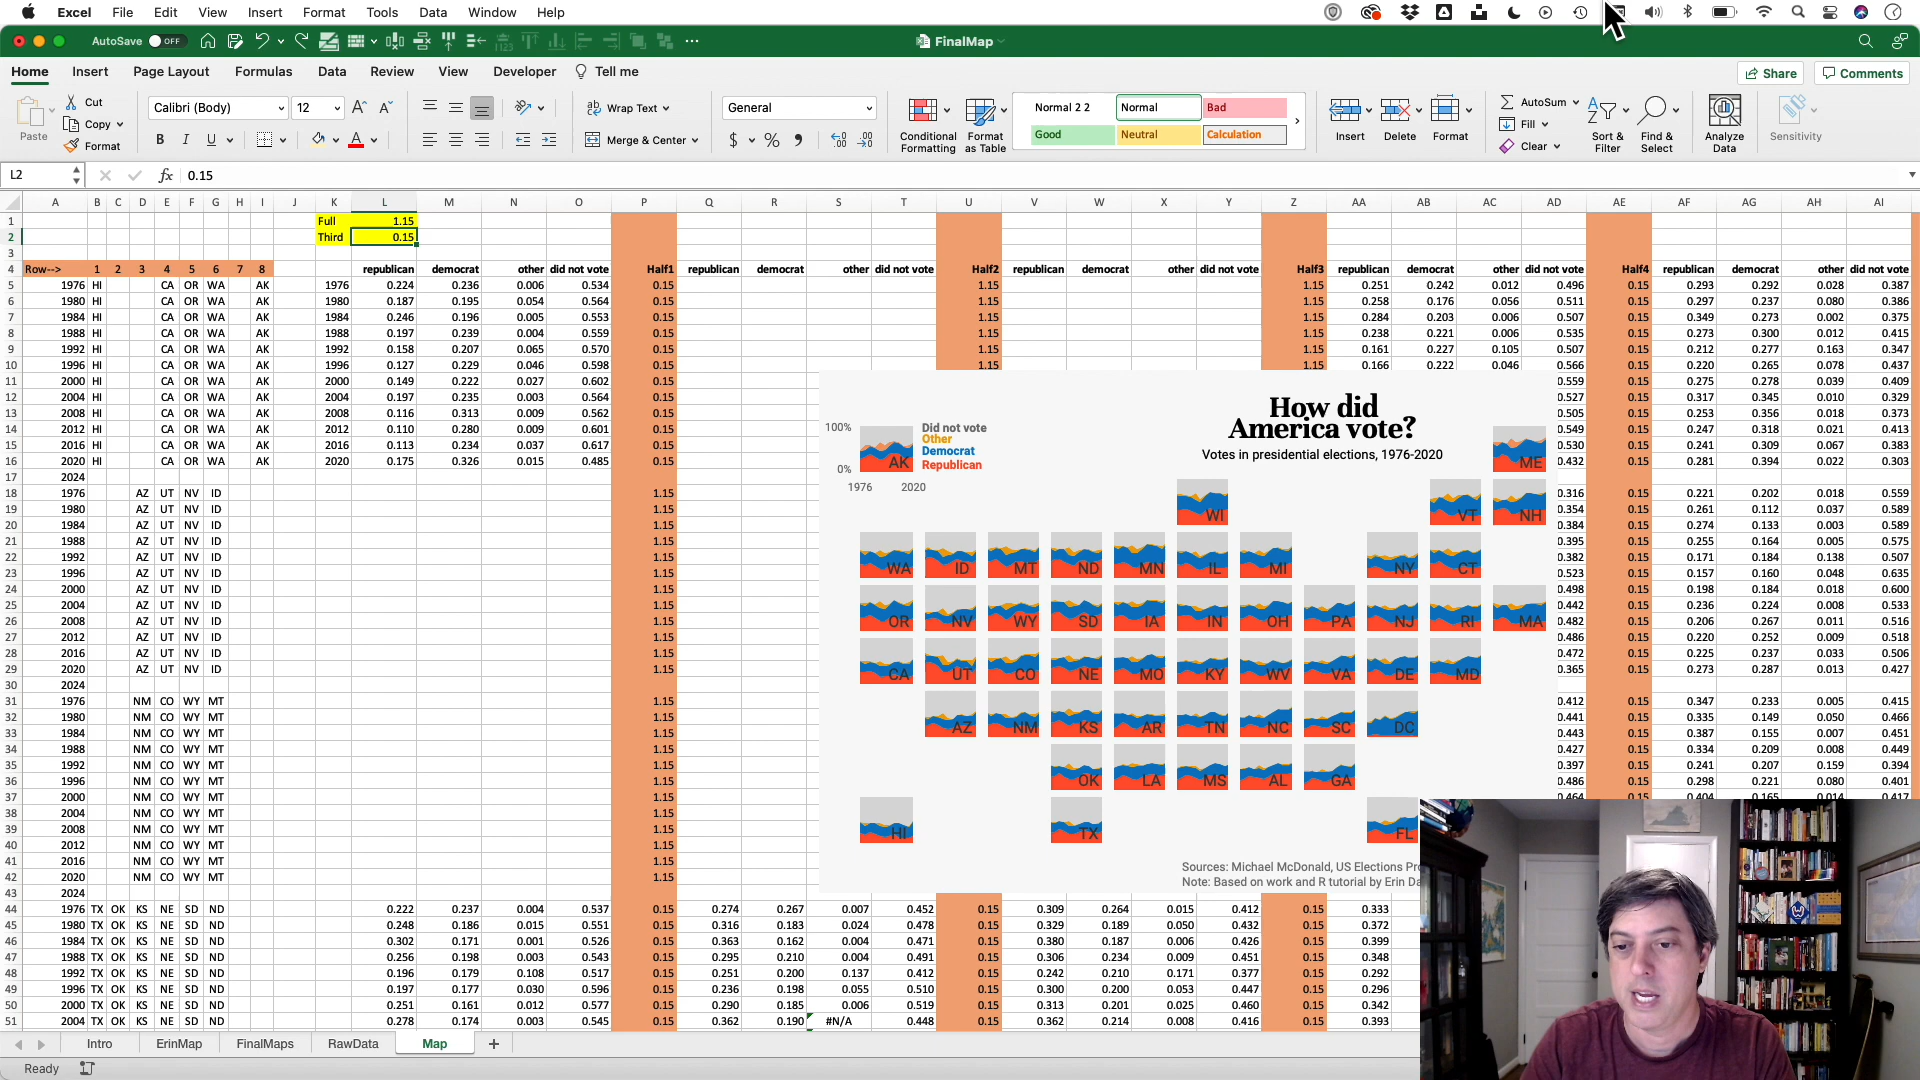 Excel File Edit View Insert Format Tools Data Window Help
AutoSave OFF FinalMap
Home Insert Page Layout Formulas Data Review View Developer Tell me Share Comments
Paste Cut Copy Format Calibri (Body) 12 Wrap Text Merge & Center General Conditional Formatting Format as Table Normal 2 2 Normal Bad Good Neutral Calculation Insert Delete Format AutoSum Fill Clear Sort & Filter Find & Select Analyze Data Sensitivity
L2 fx 0.15
A B C D E F G H I J K L M N O P Q R S T U V W X Y Z AA AB AC AD AE AF AG AH AI
1 Full 1.15
2 Third 0.15
3
4 Row--> 1 2 3 4 5 6 7 8 republican democrat other did not vote Half1 republican democrat other did not vote Half2 republican democrat other did not vote Half3 republican democrat other did not vote Half4 republican democrat other did not vote
5 1976 HI CA OR WA AK 1976 0.224 0.236 0.006 0.534 0.15 1.15 1.15 0.251 0.242 0.012 0.496 0.15 0.293 0.292 0.028 0.387
6 1980 HI CA OR WA AK 1980 0.187 0.195 0.054 0.564 0.15 1.15 1.15 0.258 0.176 0.056 0.511 0.15 0.297 0.237 0.080 0.386
7 1984 HI CA OR WA AK 1984 0.246 0.196 0.005 0.553 0.15 1.15 1.15 0.284 0.203 0.006 0.507 0.15 0.349 0.273 0.002 0.375
8 1988 HI CA OR WA AK 1988 0.197 0.239 0.004 0.559 0.15 1.15 1.15 0.238 0.221 0.006 0.535 0.15 0.273 0.300 0.012 0.415
9 1992 HI CA OR WA AK 1992 0.158 0.207 0.065 0.570 0.15 1.15 1.15 0.161 0.227 0.105 0.507 0.15 0.212 0.277 0.163 0.347
10 1996 HI CA OR WA AK 1996 0.127 0.229 0.046 0.598 0.15 1.15 1.15 0.166 0.222 0.046 0.566 0.15 0.220 0.265 0.078 0.437
11 2000 HI CA OR WA AK 2000 0.149 0.222 0.027 0.602 0.15 0.559 0.15 0.275 0.278 0.039 0.409
12 2004 HI CA OR WA AK 2004 0.197 0.235 0.003 0.564 0.15 0.527 0.15 0.317 0.345 0.010 0.329
13 2008 HI CA OR WA AK 2008 0.116 0.313 0.009 0.562 0.15 0.505 0.15 0.253 0.356 0.018 0.373
14 2012 HI CA OR WA AK 2012 0.110 0.280 0.009 0.601 0.15 0.549 0.15 0.247 0.318 0.021 0.413
15 2016 HI CA OR WA AK 2016 0.113 0.234 0.037 0.617 0.15 0.530 0.15 0.241 0.309 0.067 0.383
16 2020 HI CA OR WA AK 2020 0.175 0.326 0.015 0.485 0.15 0.432 0.15 0.281 0.394 0.022 0.303
17 2024
18 1976 AZ UT NV ID 1.15 0.316 0.15 0.221 0.202 0.018 0.559
19 1980 AZ UT NV ID 1.15 0.354 0.15 0.261 0.112 0.037 0.589
20 1984 AZ UT NV ID 1.15 0.384 0.15 0.274 0.133 0.003 0.589
21 1988 AZ UT NV ID 1.15 0.395 0.15 0.255 0.164 0.005 0.575
22 1992 AZ UT NV ID 1.15 0.382 0.15 0.171 0.184 0.138 0.507
23 1996 AZ UT NV ID 1.15 0.523 0.15 0.157 0.160 0.048 0.635
24 2000 AZ UT NV ID 1.15 0.498 0.15 0.198 0.184 0.018 0.600
25 2004 AZ UT NV ID 1.15 0.442 0.15 0.236 0.224 0.008 0.533
26 2008 AZ UT NV ID 1.15 0.482 0.15 0.206 0.267 0.011 0.516
27 2012 AZ UT NV ID 1.15 0.486 0.15 0.220 0.252 0.009 0.518
28 2016 AZ UT NV ID 1.15 0.472 0.15 0.225 0.237 0.033 0.506
29 2020 AZ UT NV ID 1.15 0.365 0.15 0.273 0.287 0.013 0.427
30 2024
31 1976 NM CO WY MT 1.15 0.412 0.15 0.347 0.233 0.005 0.415
32 1980 NM CO WY MT 1.15 0.441 0.15 0.335 0.149 0.050 0.466
33 1984 NM CO WY MT 1.15 0.443 0.15 0.387 0.155 0.007 0.451
34 1988 NM CO WY MT 1.15 0.427 0.15 0.334 0.209 0.008 0.449
35 1992 NM CO WY MT 1.15 0.397 0.15 0.241 0.207 0.159 0.394
36 1996 NM CO WY MT 1.15 0.486 0.15 0.298 0.221 0.080 0.401
37 2000 NM CO WY MT 1.15 0.464 0.15 0.404 0.165 0.014 0.417
38 2004 NM CO WY MT 1.15
39 2008 NM CO WY MT 1.15
40 2012 NM CO WY MT 1.15
41 2016 NM CO WY MT 1.15
42 2020 NM CO WY MT 1.15
43 2024
44 1976 TX OK KS NE SD ND 0.222 0.237 0.004 0.537 0.15 0.274 0.267 0.007 0.452 0.15 0.309 0.264 0.015 0.412 0.15 0.333
45 1980 TX OK KS NE SD ND 0.248 0.186 0.015 0.551 0.15 0.316 0.183 0.024 0.478 0.15 0.329 0.189 0.050 0.432 0.15 0.372
46 1984 TX OK KS NE SD ND 0.302 0.171 0.001 0.526 0.15 0.363 0.162 0.004 0.471 0.15 0.380 0.187 0.006 0.426 0.15 0.399
47 1988 TX OK KS NE SD ND 0.256 0.198 0.003 0.543 0.15 0.295 0.210 0.004 0.491 0.15 0.306 0.234 0.009 0.451 0.15 0.348
48 1992 TX OK KS NE SD ND 0.196 0.179 0.108 0.517 0.15 0.251 0.200 0.137 0.412 0.15 0.242 0.210 0.171 0.377 0.15 0.292
49 1996 TX OK KS NE SD ND 0.197 0.177 0.030 0.596 0.15 0.236 0.198 0.055 0.510 0.15 0.300 0.200 0.053 0.447 0.15 0.296
50 2000 TX OK KS NE SD ND 0.251 0.161 0.012 0.577 0.15 0.290 0.185 0.006 0.519 0.15 0.313 0.201 0.025 0.460 0.15 0.342
51 2004 TX OK KS NE SD ND 0.278 0.174 0.003 0.545 0.15 0.362 0.190 #N/A 0.448 0.15 0.362 0.214 0.008 0.416 0.15 0.393
How did
America vote?
Votes in presidential elections, 1976-2020
100%
0%
1976 2020
Did not vote
Other
Democrat
Republican
AK ME
WI VT NH
WA ID MT ND MN IL MI NY CT
OR NV WY SD IA IN OH PA NJ RI MA
CA UT CO NE MO KY WV VA DE MD
AZ NM KS AR TN NC SC DC
OK LA MS AL GA
HI TX FL
Sources: Michael McDonald, US Elections Pr
Note: Based on work and R tutorial by Erin Da
Intro ErinMap FinalMaps RawData Map
Ready